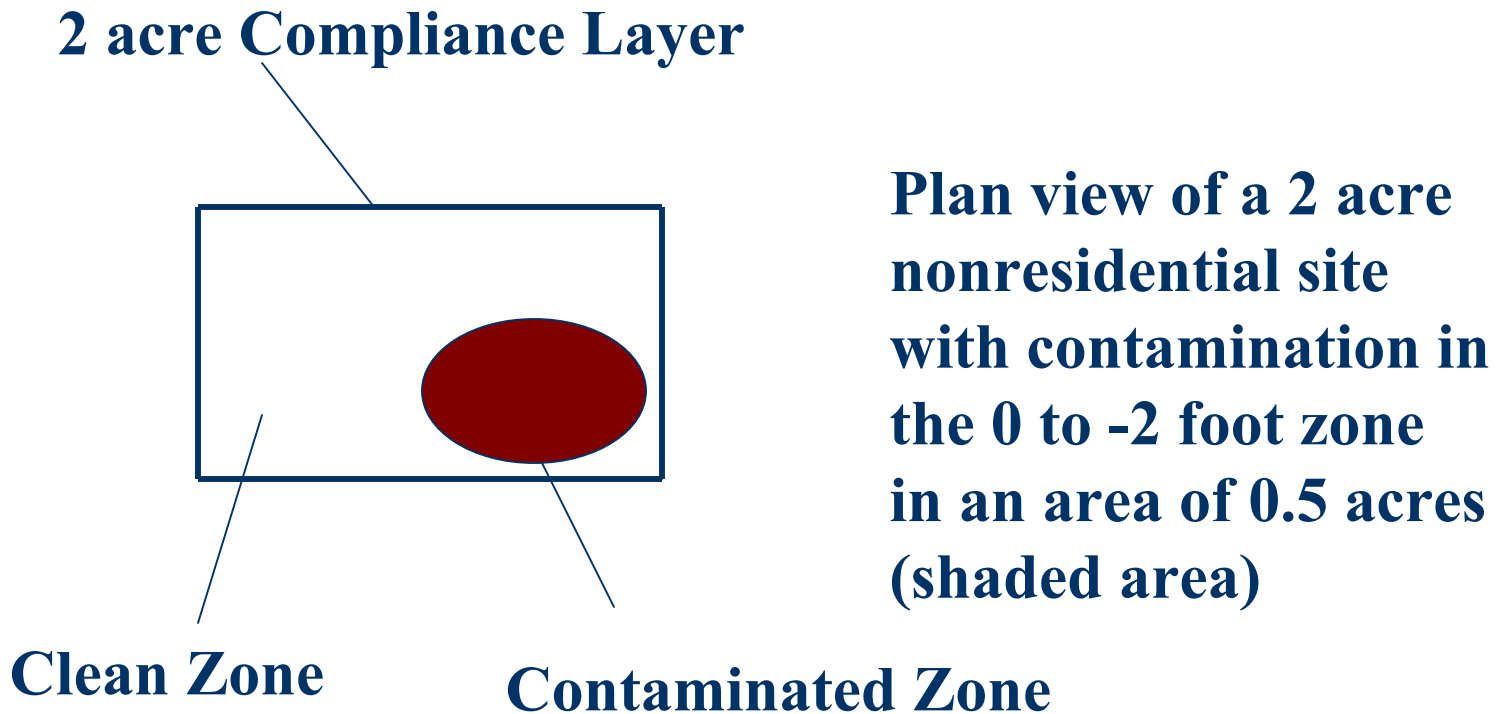 2 acre Compliance Layer
Plan view of a 2 acre
nonresidential site
with contamination in
the 0 to -2 foot zone
in an area of 0.5 acres
(shaded area)
Clean Zone
Contaminated Zone